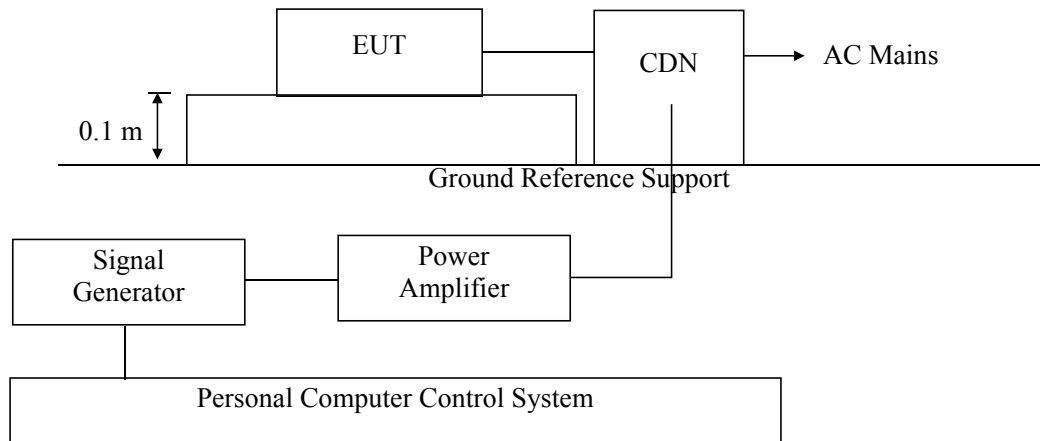 EUT
CDN
AC Mains
0.1 m
Ground Reference Support
Signal
Generator
Power
Amplifier
Personal Computer Control System